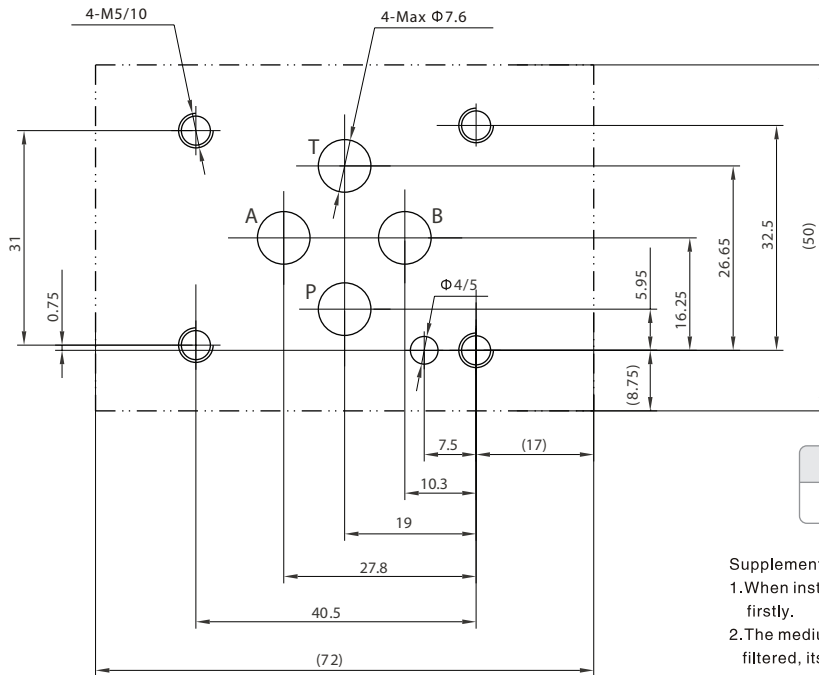 4-M5/10
4-Max Φ7.6
T
A
B
P
Φ4/5
31
0.75
5.95
16.25
26.65
32.5
(50)
(8.75)
7.5
(17)
10.3
19
27.8
40.5
(72)
Supplement
1.When inst
firstly.
2.The mediu
filtered, its